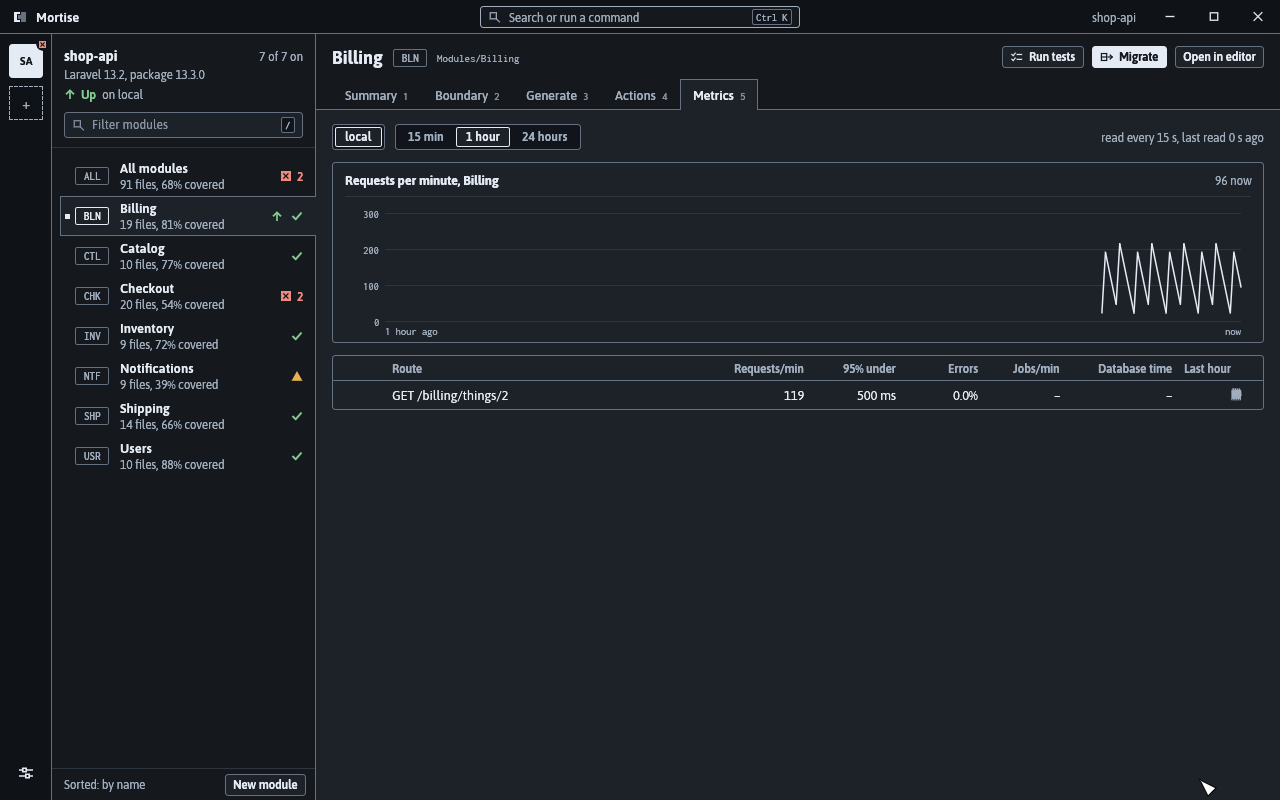 Mortise
Search or run a command
Ctrl K
shop-api
SA
+
shop-api
7 of 7 on
Laravel 13.2, package 13.3.0
Up on local
Filter modules
/
ALL
All modules
91 files, 68% covered
2
BLN
Billing
19 files, 81% covered
CTL
Catalog
10 files, 77% covered
CHK
Checkout
20 files, 54% covered
2
INV
Inventory
9 files, 72% covered
NTF
Notifications
9 files, 39% covered
SHP
Shipping
14 files, 66% covered
USR
Users
10 files, 88% covered
Sorted: by name
New module
Billing
BLN
Modules/Billing
Run tests
Migrate
Open in editor
Summary 1
Boundary 2
Generate 3
Actions 4
Metrics 5
local
15 min
1 hour
24 hours
read every 15 s, last read 0 s ago
Requests per minute, Billing
96 now
300
200
100
0
1 hour ago
now
Route
Requests/min
95% under
Errors
Jobs/min
Database time
Last hour
GET /billing/things/2
119
500 ms
0.0%
–
–